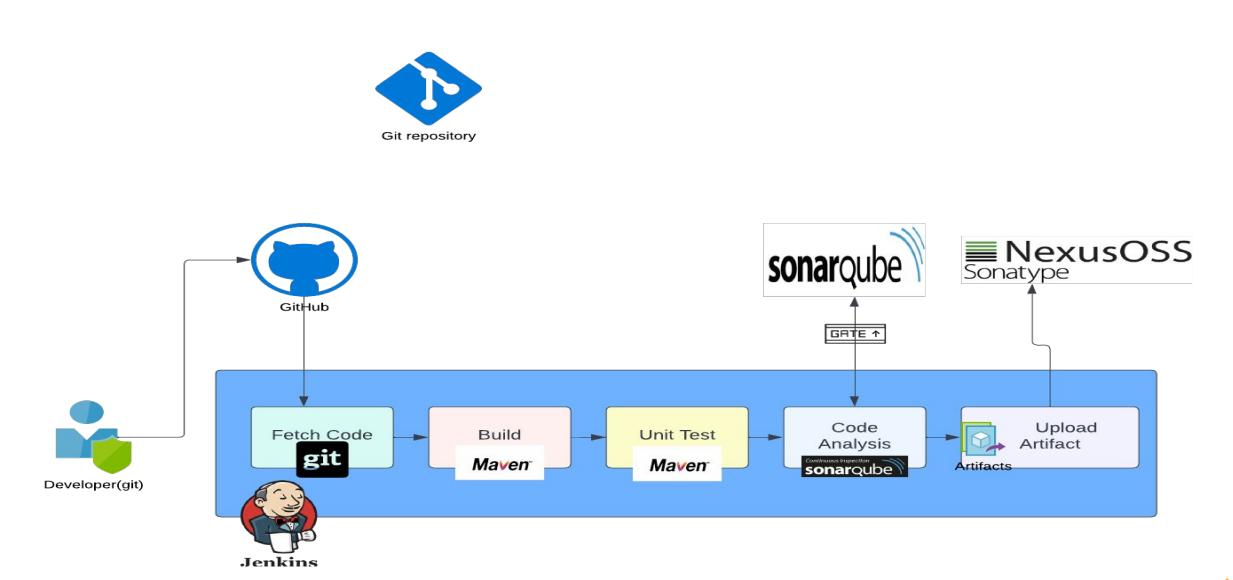 Git repository
GitHub
sonarqube
NexusOSS
Sonatype
GATE ↑
Developer(git)
Fetch Code
git
Build
Maven
Unit Test
Maven
Code
Analysis
Continuous Inspection
sonarqube
Upload
Artifact
Artifacts
Jenkins